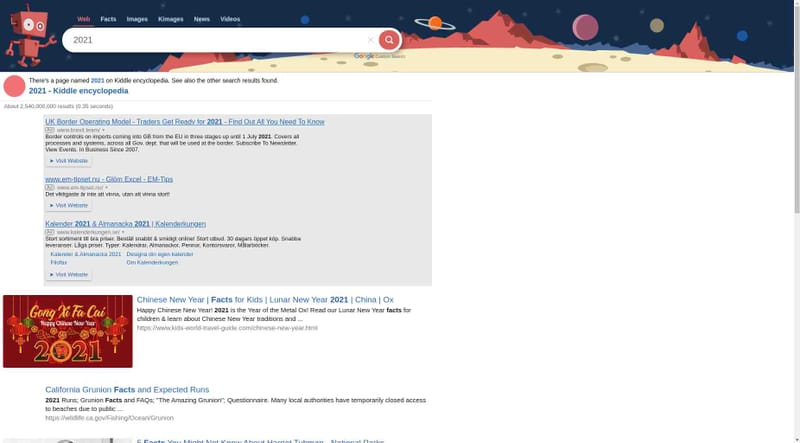 Web Facts Images Kimages News Videos
2021
Google Custom Search
There's a page named 2021 on Kiddle encyclopedia. See also the other search results found.
2021 - Kiddle encyclopedia
About 2,540,000,000 results (0.35 seconds)
UK Border Operating Model - Traders Get Ready for 2021 - Find Out All You Need To Know
Ad www.brexit.team/
Border controls on imports coming into GB from the EU in three stages up until 1 July 2021. Covers all
processes and systems, across all Gov. dept. that will be used at the border. Subscribe To Newsletter.
View Events. In Business Since 2007.
► Visit Website
www.em-tipset.nu - Glöm Excel - EM-Tips
Ad www.em-tipset.nu/
Det viktigaste är inte att vinna, utan att vinna stort!
► Visit Website
Kalender 2021 & Almanacka 2021 | Kalenderkungen
Ad www.kalenderkungen.se/
Stort sortiment till bra priser. Beställ snabbt & smidigt online! Stort utbud. 30 dagars öppet köp. Snabba
leveranser. Låga priser. Typer: Kalendrar, Almanackor, Pennor, Kontorsvaror, Målarböcker.
Kalender & Almanacka 2021 Designa din egen kalender
Filofax Om Kalenderkungen
► Visit Website
Gong Xi Fa Cai
Happy Chinese New Year
2021
Chinese New Year | Facts for Kids | Lunar New Year 2021 | China | Ox
Happy Chinese New Year! 2021 is the Year of the Metal Ox! Read our Lunar New Year facts for
children & learn about Chinese New Year traditions and ...
https://www.kids-world-travel-guide.com/chinese-new-year.html
California Grunion Facts and Expected Runs
2021 Runs; Grunion Facts and FAQs; "The Amazing Grunion"; Questionnaire. Many local authorities have temporarily closed access
to beaches due to public ...
https://wildlife.ca.gov/Fishing/Ocean/Grunion
5 Facts You Might Not Know About Harriet Tubman - National Parks